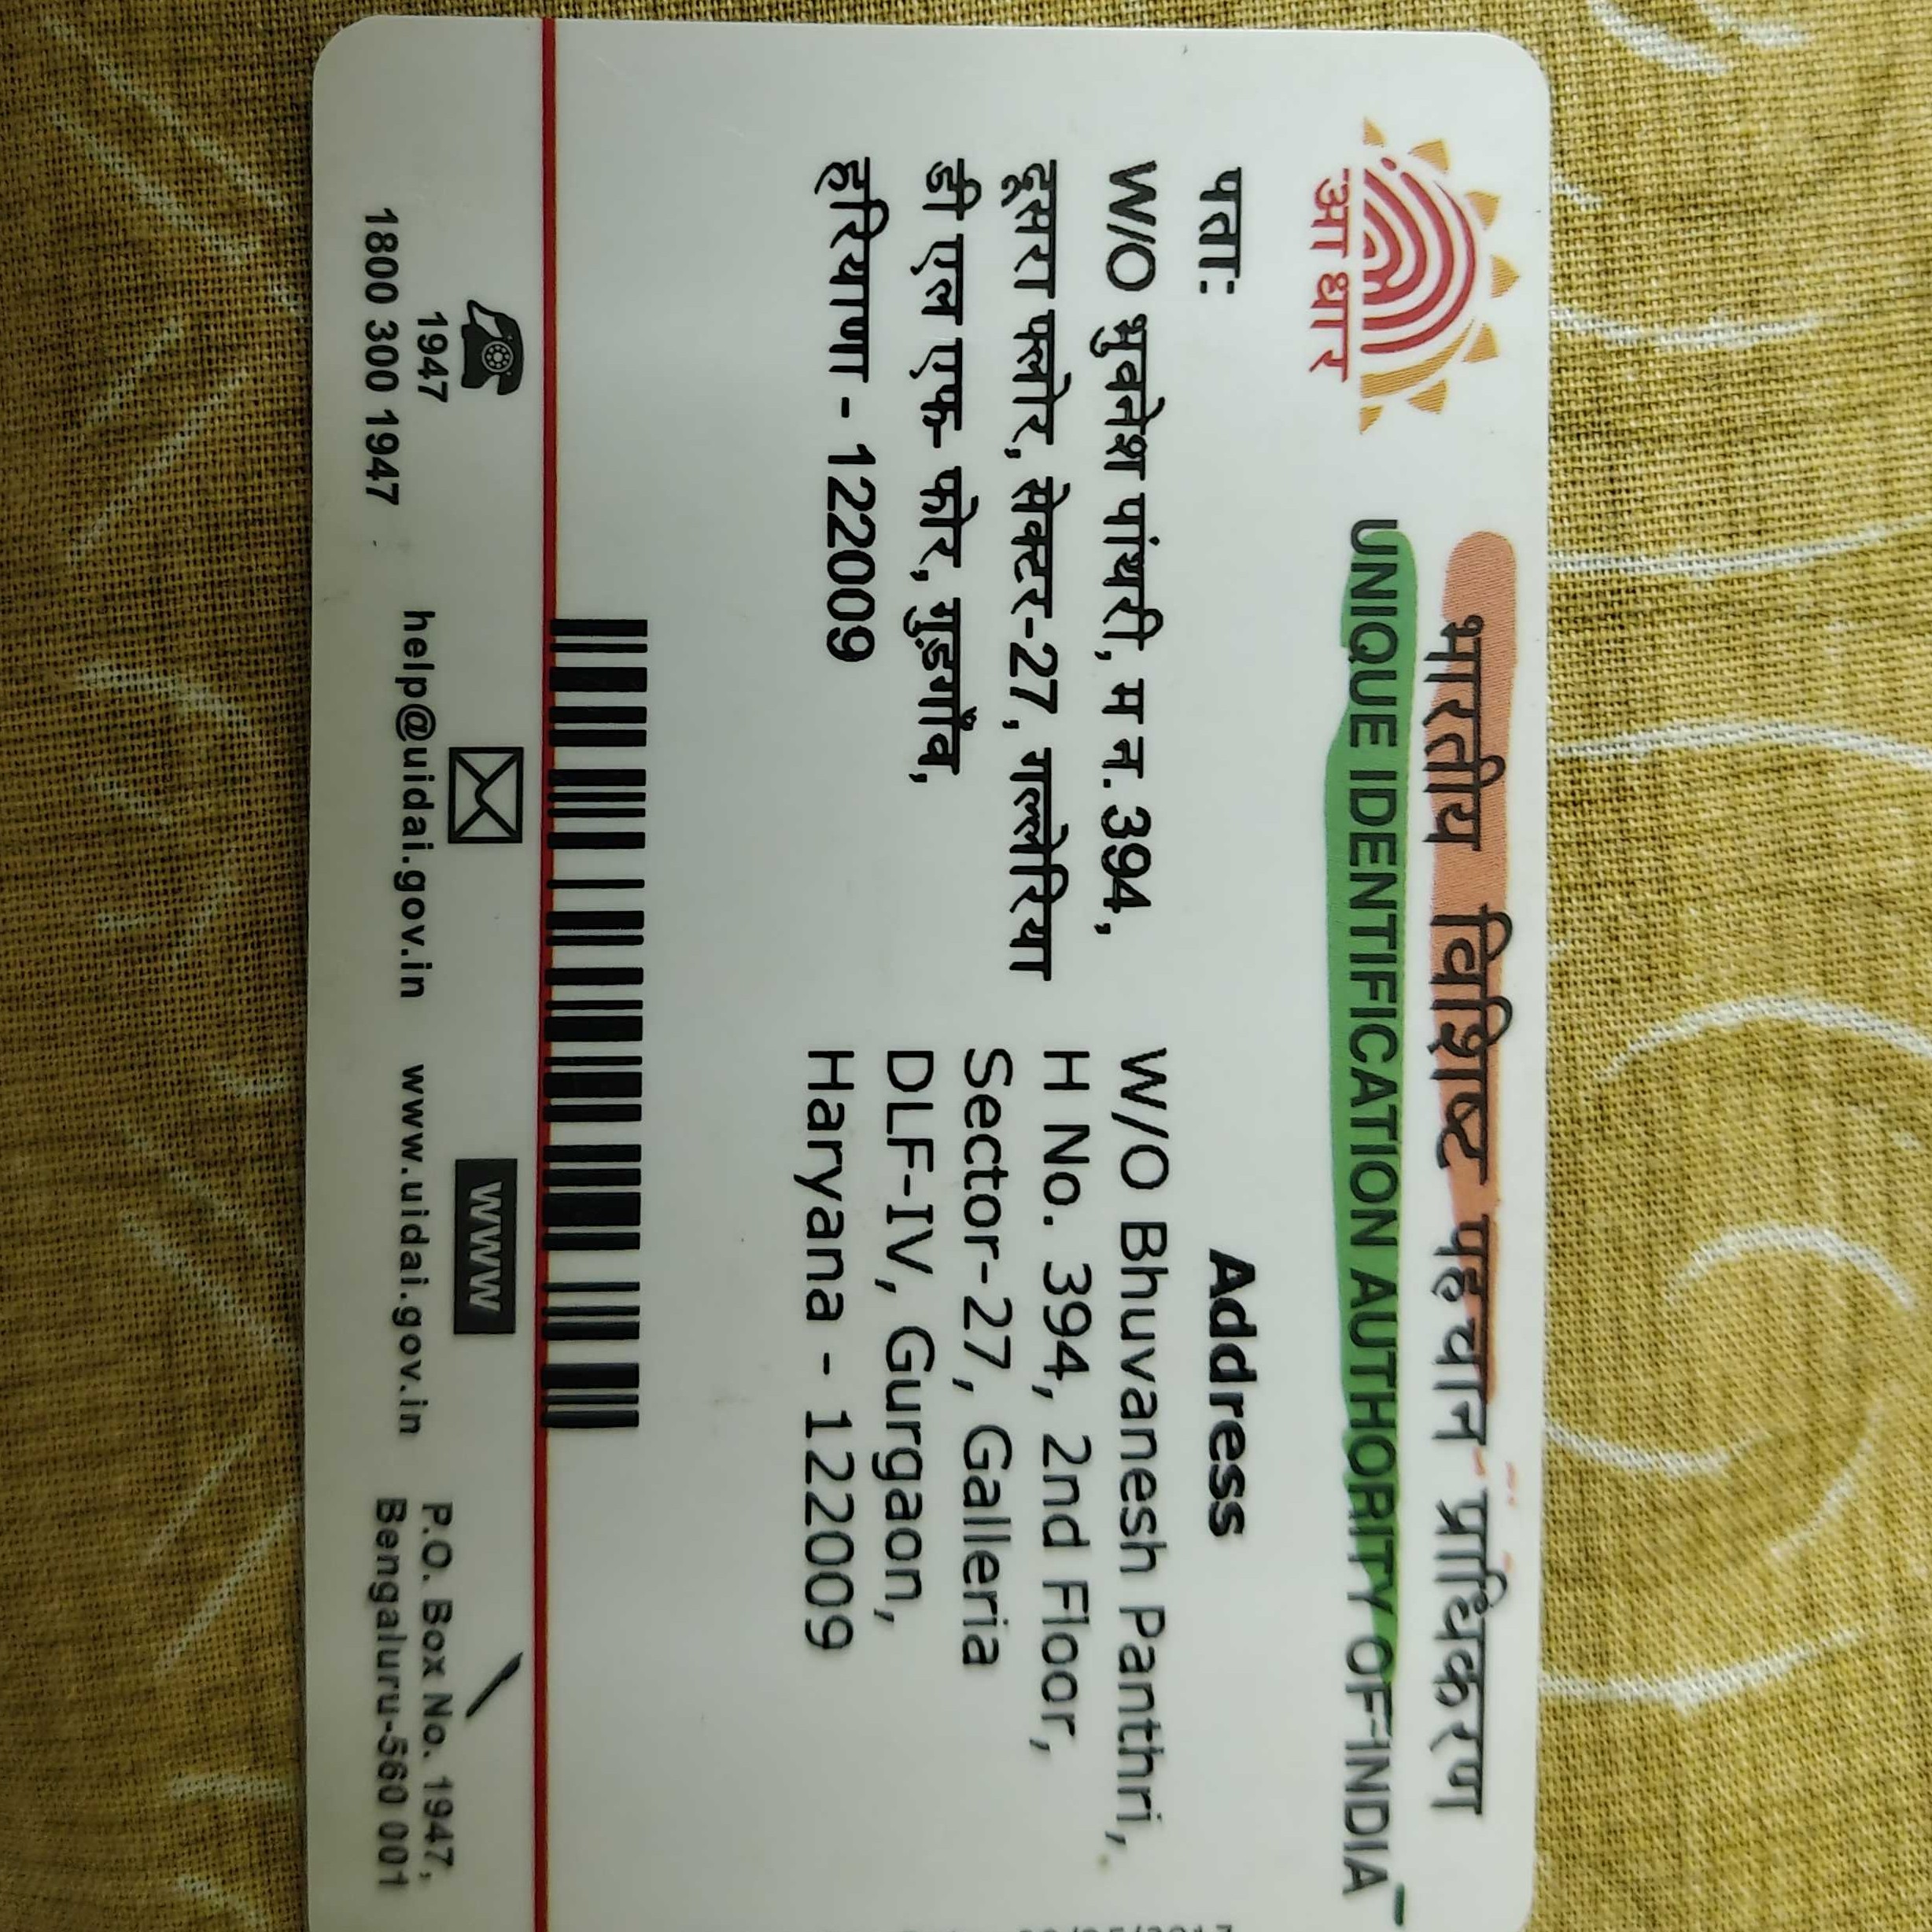 आधार
भारतीय विशिष्ट पहचान प्राधिकरण
UNIQUE IDENTIFICATION AUTHORITY OF INDIA
पताः
W/O भुवनेश पांथरी, म न. 394,
दूसरा फ्लोर, सेक्टर-27, गल्लेरिया
डी एल एफ- फोर, गुड़गाँव,
हरियाणा - 122009
Address
W/O Bhuvanesh Panthri,
H No. 394, 2nd Floor,
Sector-27, Galleria
DLF-IV, Gurgaon,
Haryana - 122009
1947
1800 300 1947
help@uidai.gov.in
WWW
www.uidai.gov.in
P.O. Box No. 1947,
Bengaluru-560 001